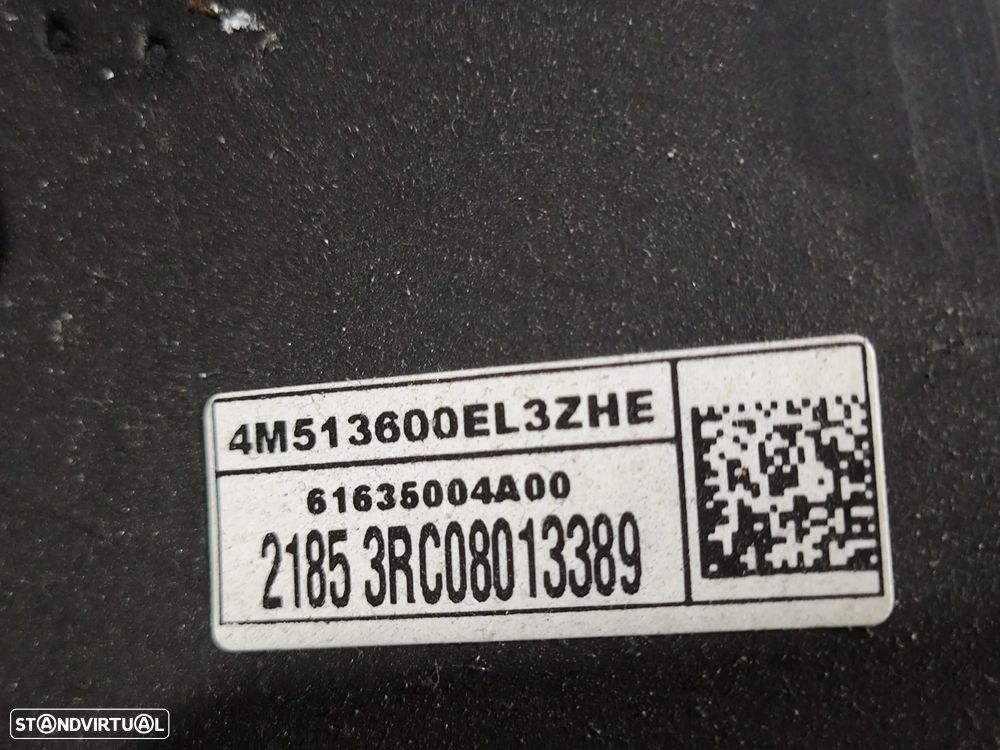 4M513600EL3ZHE
61635004A00
2185 3RC08013389
STANDVIRTUAL